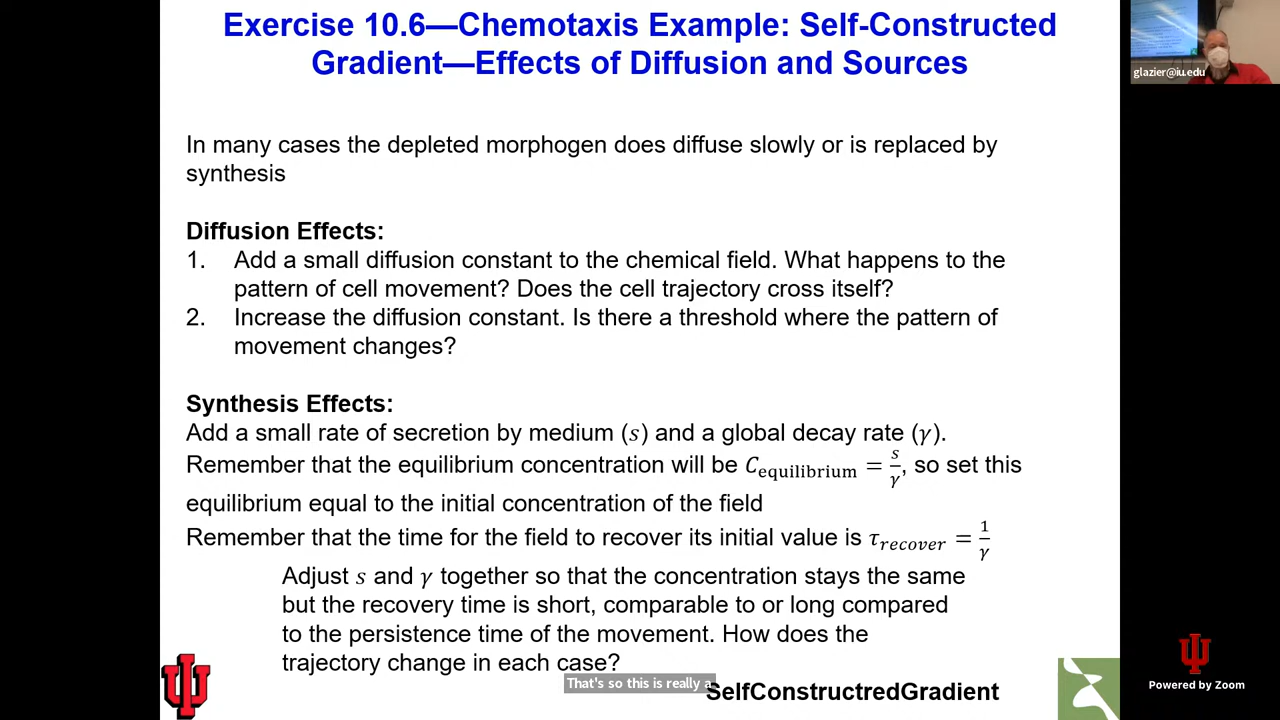 Exercise 10.6—Chemotaxis Example: Self-Constructed
Gradient—Effects of Diffusion and Sources
glazier@iu.edu
In many cases the depleted morphogen does diffuse slowly or is replaced by
synthesis
Diffusion Effects:
1. Add a small diffusion constant to the chemical field. What happens to the
pattern of cell movement? Does the cell trajectory cross itself?
2. Increase the diffusion constant. Is there a threshold where the pattern of
movement changes?
Synthesis Effects:
Add a small rate of secretion by medium (s) and a global decay rate (γ).
Remember that the equilibrium concentration will be C_equilibrium = s/γ, so set this
equilibrium equal to the initial concentration of the field
Remember that the time for the field to recover its initial value is τ_recover = 1/γ
Adjust s and γ together so that the concentration stays the same
but the recovery time is short, comparable to or long compared
to the persistence time of the movement. How does the
trajectory change in each case?
That's so this is really a
SelfConstructredGradient
Powered by Zoom